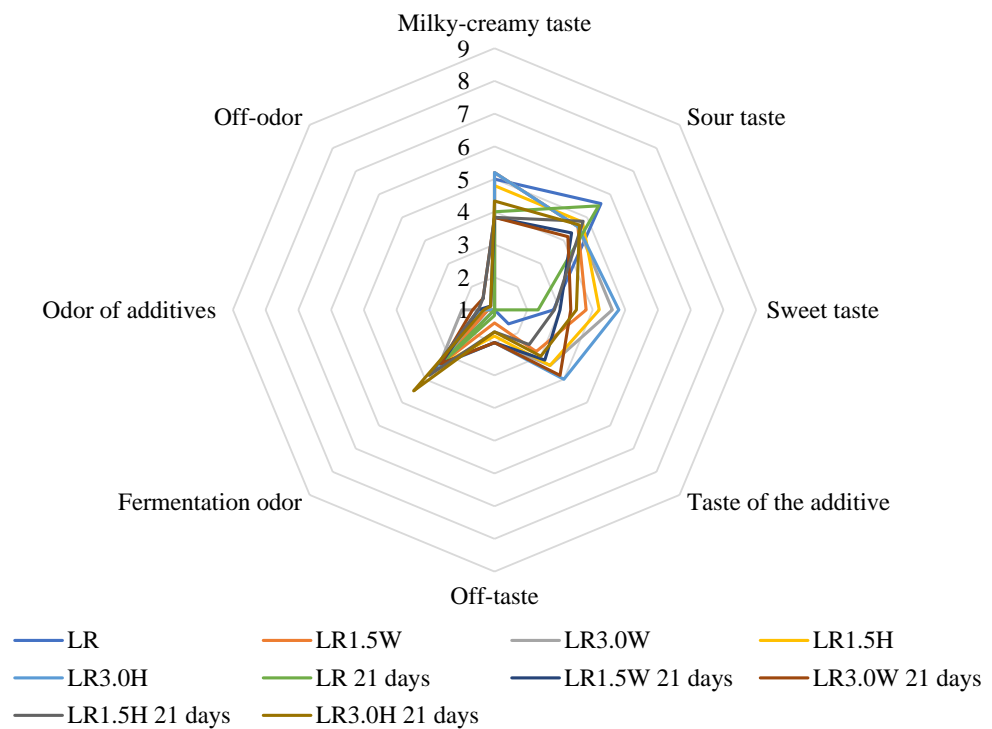 Milky-creamy taste
9
8
7
6
5
4
3
2
1
Off-odor
Sour taste
Odor of additives
Sweet taste
Fermentation odor
Taste of the additive
Off-taste
LR LR1.5W LR3.0W LR1.5H
LR3.0H LR 21 days LR1.5W 21 days LR3.0W 21 days
LR1.5H 21 days LR3.0H 21 days